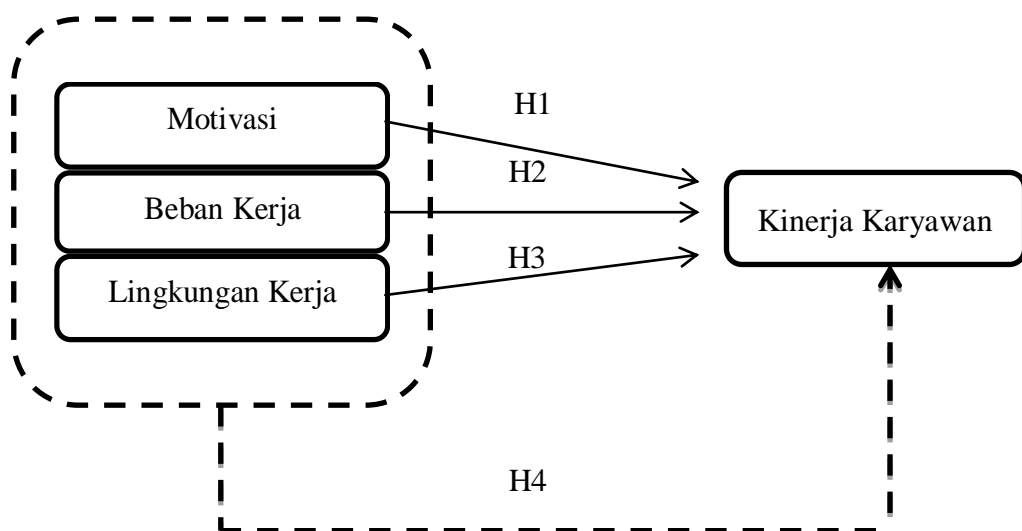 Motivasi
Beban Kerja
Lingkungan Kerja
H1
H2
H3
Kinerja Karyawan
H4